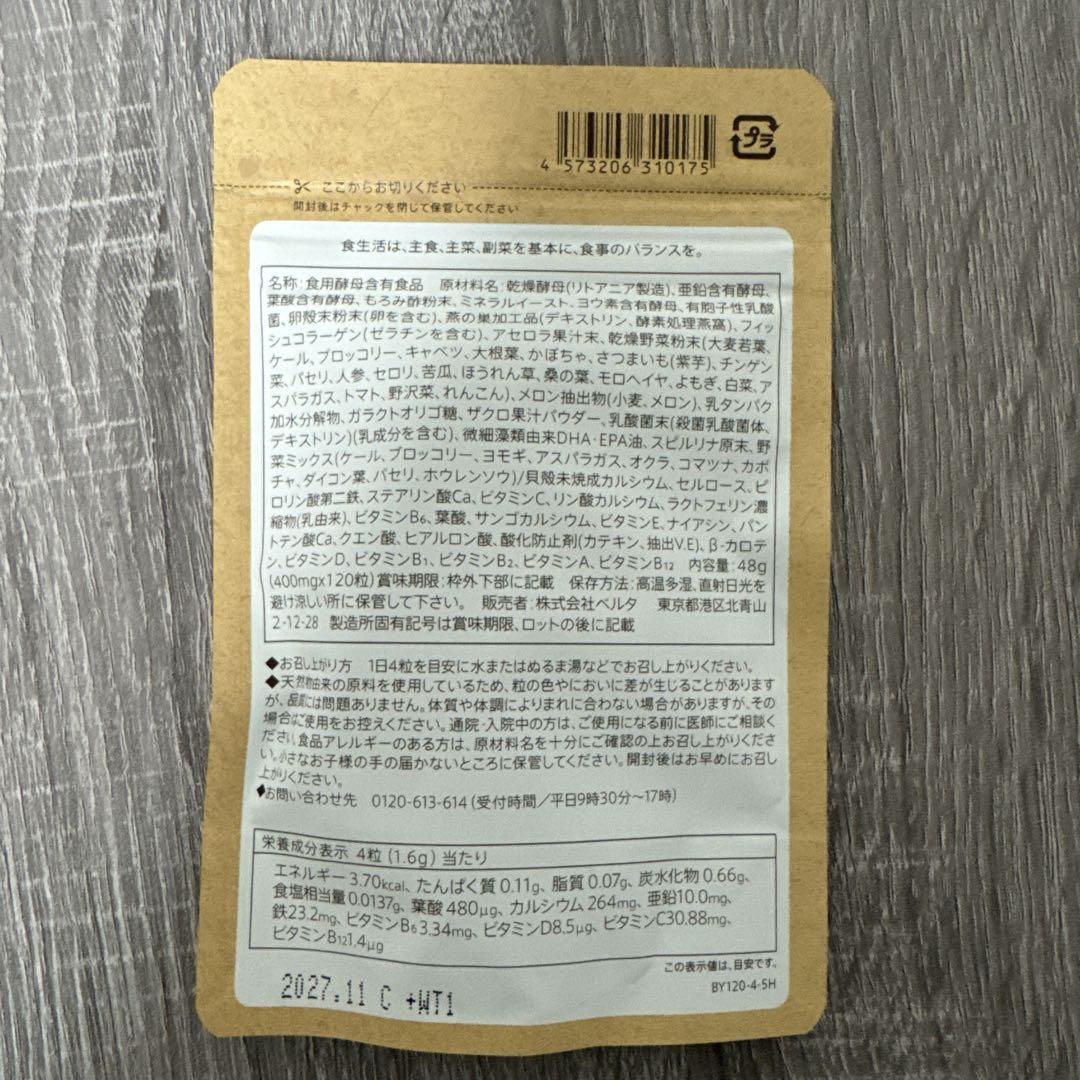 4 573206 310175
プラ
ここからお切りください
開封後はチャックを閉じて保管してください
食生活は、主食、主菜、副菜を基本に、食事のバランスを。
名称:食用酵母含有食品 原材料名:乾燥酵母(リトアニア製造)、亜鉛含有酵母、
葉酸含有酵母、もろみ酢粉末、ミネラルイースト、ヨウ素含有酵母、有胞子性乳酸
菌、卵殻末粉末(卵を含む)、燕の巣加工品(デキストリン、酵素処理燕窩)、フィッ
シュコラーゲン(ゼラチンを含む)、アセロラ果汁末、乾燥野菜粉末(大麦若葉、
ケール、ブロッコリー、キャベツ、大根葉、かぼちゃ、さつまいも(紫芋)、チンゲン
菜、パセリ、人参、セロリ、苦瓜、ほうれん草、桑の葉、モロヘイヤ、よもぎ、白菜、ア
スパラガス、トマト、野沢菜、れんこん)、メロン抽出物(小麦、メロン)、乳タンパク
加水分解物、ガラクトオリゴ糖、ザクロ果汁パウダー、乳酸菌末(殺菌乳酸菌体、
デキストリン)(乳成分を含む)、微細藻類由来DHA・EPA油、スピルリナ原末、野
菜ミックス(ケール、ブロッコリー、ヨモギ、アスパラガス、オクラ、コマツナ、カボ
チャ、ダイコン葉、パセリ、ホウレンソウ)/貝殻未焼成カルシウム、セルロース、ピ
ロリン酸第二鉄、ステアリン酸Ca、ビタミンC、リン酸カルシウム、ラクトフェリン濃
縮物(乳由来)、ビタミンB₆、葉酸、サンゴカルシウム、ビタミンE、ナイアシン、パン
トテン酸Ca、クエン酸、ヒアルロン酸、酸化防止剤(カテキン、抽出V.E)、β-カロテ
ン、ビタミンD、ビタミンB₁、ビタミンB₂、ビタミンA、ビタミンB₁₂ 内容量:48g
(400mg×120粒) 賞味期限:枠外下部に記載 保存方法:高温多湿、直射日光を
避け涼しい所に保管して下さい。 販売者:株式会社ベルタ 東京都港区北青山
2-12-28 製造所固有記号は賞味期限、ロットの後に記載
◆お召し上がり方 1日4粒を目安に水またはぬるま湯などでお召し上がりください。
◆天然物由来の原料を使用しているため、粒の色やにおいに差が生じることがあります
が、品質には問題ありません。体質や体調によりまれに合わない場合がありますが、その
場合はご使用をお控えください。通院・入院中の方は、ご使用になる前に医師にご相談く
ださい。食品アレルギーのある方は、原材料名を十分にご確認の上お召し上がりくださ
い。小さなお子様の手の届かないところに保管してください。開封後はお早めにお召し
上がりください。
◆お問い合わせ先 0120-613-614 (受付時間/平日9時30分〜17時)
栄養成分表示 4粒 (1.6g) 当たり
エネルギー 3.70kcal、たんぱく質 0.11g、脂質 0.07g、炭水化物 0.66g、
食塩相当量 0.0137g、葉酸 480μg、カルシウム 264mg、亜鉛10.0mg、
鉄23.2mg、ビタミンB₆3.34mg、ビタミンD8.5μg、ビタミンC30.88mg、
ビタミンB₁₂1.4μg
この表示値は、目安です。
BY120-4-5H
2027.11 C +WT1